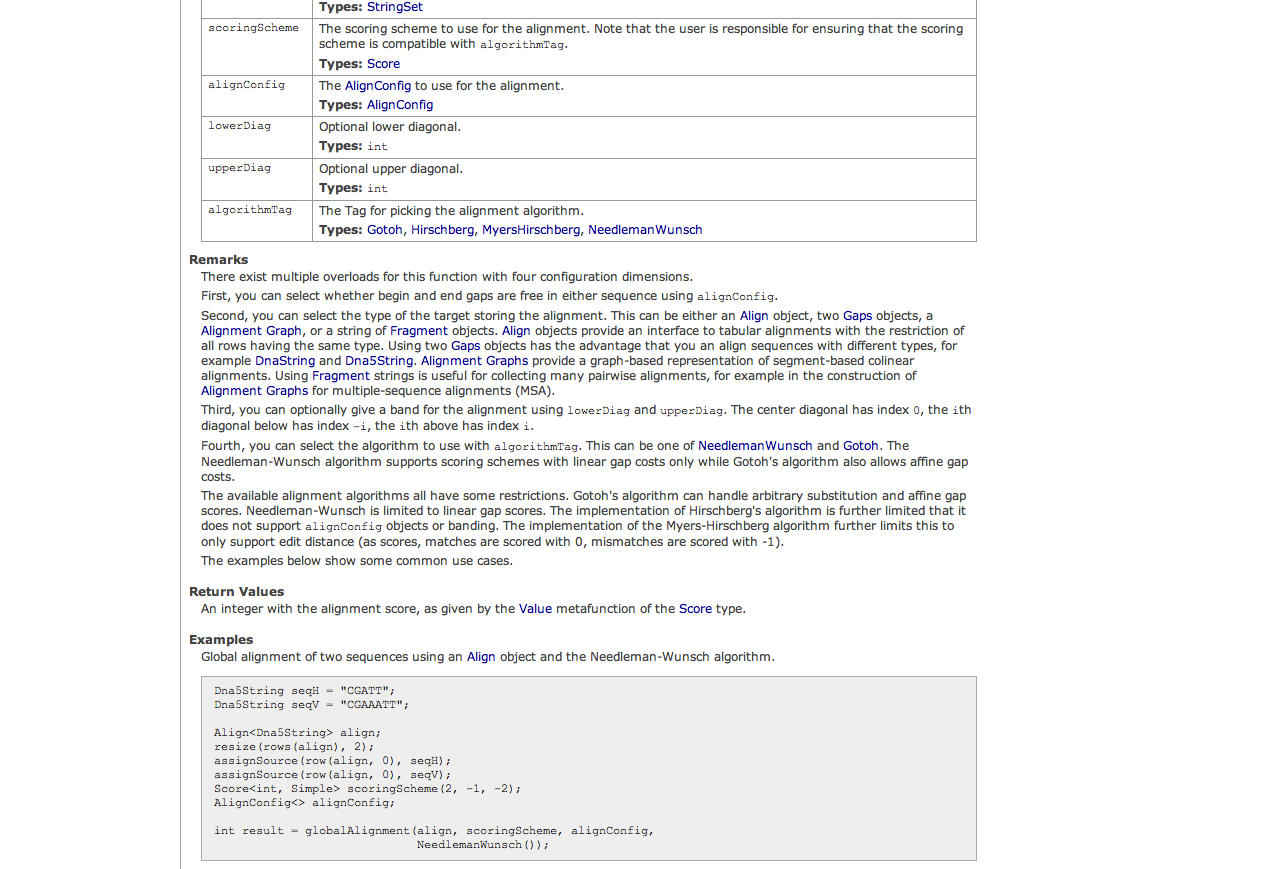 Types: StringSet
scoringScheme
The scoring scheme to use for the alignment. Note that the user is responsible for ensuring that the scoring
scheme is compatible with algorithmTag.
Types: Score
alignConfig
The AlignConfig to use for the alignment.
Types: AlignConfig
lowerDiag
Optional lower diagonal.
Types: int
upperDiag
Optional upper diagonal.
Types: int
algorithmTag
The Tag for picking the alignment algorithm.
Types: Gotoh, Hirschberg, MyersHirschberg, NeedlemanWunsch
Remarks
There exist multiple overloads for this function with four configuration dimensions.
First, you can select whether begin and end gaps are free in either sequence using alignConfig.
Second, you can select the type of the target storing the alignment. This can be either an Align object, two Gaps objects, a
Alignment Graph, or a string of Fragment objects. Align objects provide an interface to tabular alignments with the restriction of
all rows having the same type. Using two Gaps objects has the advantage that you an align sequences with different types, for
example DnaString and Dna5String. Alignment Graphs provide a graph-based representation of segment-based colinear
alignments. Using Fragment strings is useful for collecting many pairwise alignments, for example in the construction of
Alignment Graphs for multiple-sequence alignments (MSA).
Third, you can optionally give a band for the alignment using lowerDiag and upperDiag. The center diagonal has index 0, the ith
diagonal below has index -i, the ith above has index i.
Fourth, you can select the algorithm to use with algorithmTag. This can be one of NeedlemanWunsch and Gotoh. The
Needleman-Wunsch algorithm supports scoring schemes with linear gap costs only while Gotoh's algorithm also allows affine gap
costs.
The available alignment algorithms all have some restrictions. Gotoh's algorithm can handle arbitrary substitution and affine gap
scores. Needleman-Wunsch is limited to linear gap scores. The implementation of Hirschberg's algorithm is further limited that it
does not support alignConfig objects or banding. The implementation of the Myers-Hirschberg algorithm further limits this to
only support edit distance (as scores, matches are scored with 0, mismatches are scored with -1).
The examples below show some common use cases.
Return Values
An integer with the alignment score, as given by the Value metafunction of the Score type.
Examples
Global alignment of two sequences using an Align object and the Needleman-Wunsch algorithm.
Dna5String seqH = "CGATT";
Dna5String seqV = "CGAAATT";
Align<Dna5String> align;
resize(rows(align), 2);
assignSource(row(align, 0), seqH);
assignSource(row(align, 0), seqV);
Score<int, Simple> scoringScheme(2, -1, -2);
AlignConfig<> alignConfig;
int result = globalAlignment(align, scoringScheme, alignConfig,
NeedlemanWunsch());